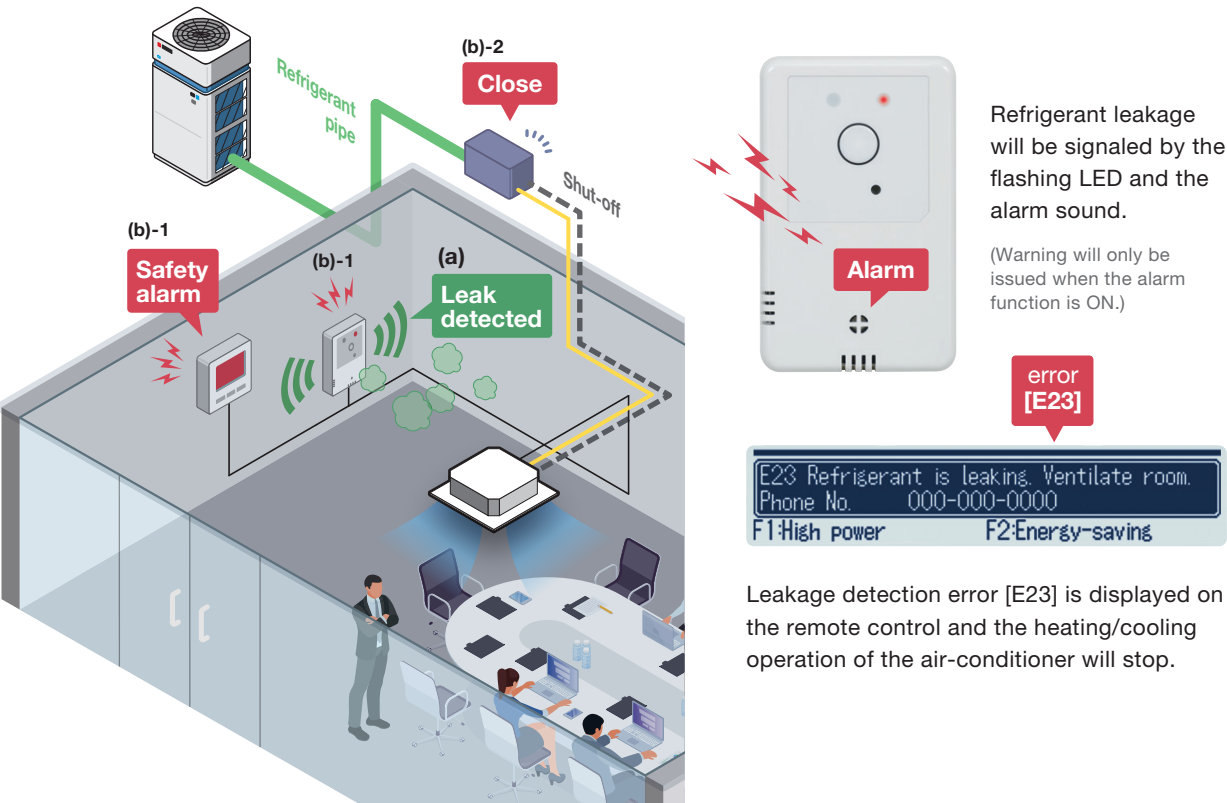 (b)-2
Close
Refrigerant
pipe
Shut-off
(b)-1
Safety
alarm
(b)-1
(a)
Leak
detected
Alarm
Refrigerant leakage
will be signaled by the
flashing LED and the
alarm sound.
(Warning will only be
issued when the alarm
function is ON.)
error
[E23]
E23 Refrigerant is leaking. Ventilate room.
Phone No. 000-000-0000
F1:High power F2:Energy-saving
Leakage detection error [E23] is displayed on
the remote control and the heating/cooling
operation of the air-conditioner will stop.